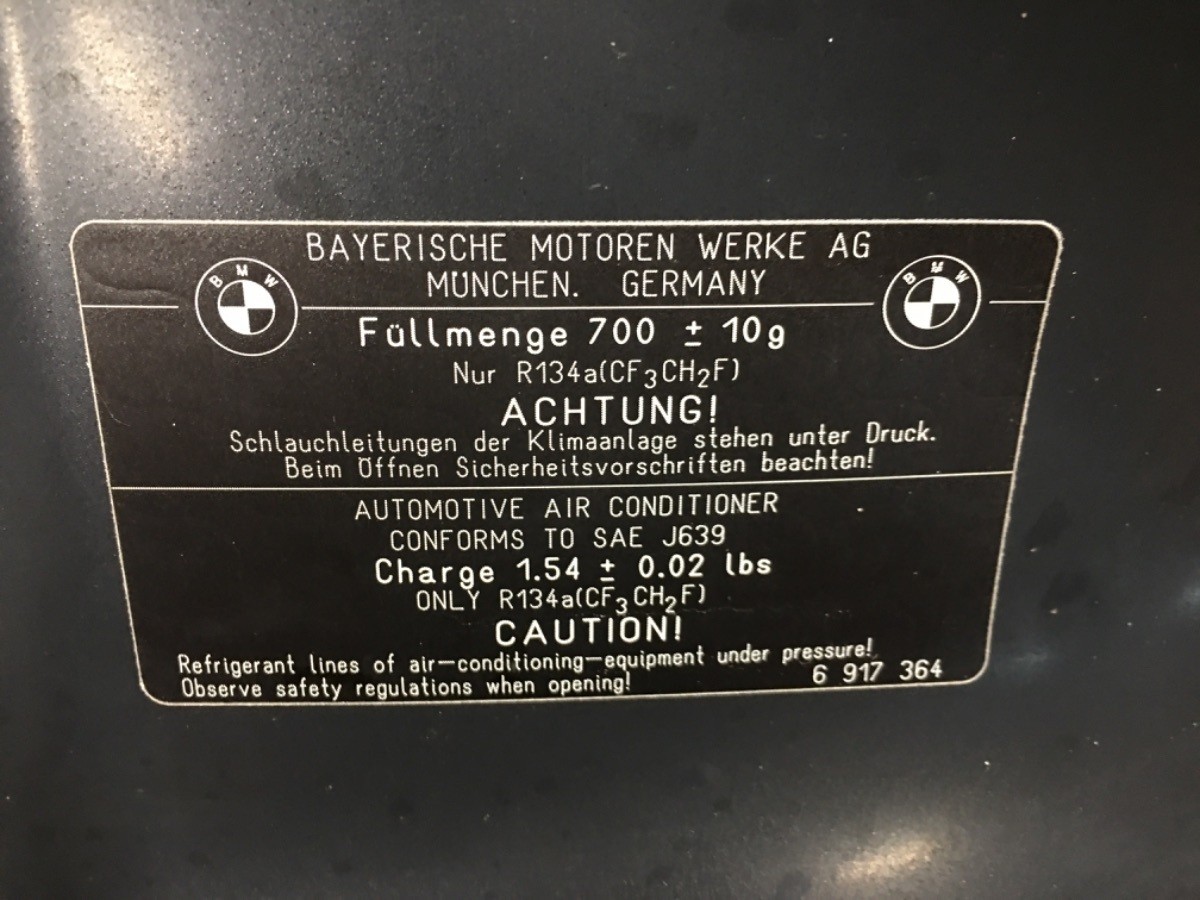 BAYERISCHE MOTOREN WERKE AG
MÜNCHEN. GERMANY
BMW
BMW
Füllmenge 700 ± 10g
Nur R134a(CF₃CH₂F)
ACHTUNG!
Schlauchleitungen der Klimaanlage stehen unter Druck.
Beim Öffnen Sicherheitsvorschriften beachten!
AUTOMOTIVE AIR CONDITIONER
CONFORMS TO SAE J639
Charge 1.54 ± 0.02 lbs
ONLY R134a(CF₃CH₂F)
CAUTION!
Refrigerant lines of air-conditioning-equipment under pressure!
Observe safety regulations when opening!
6 917 364